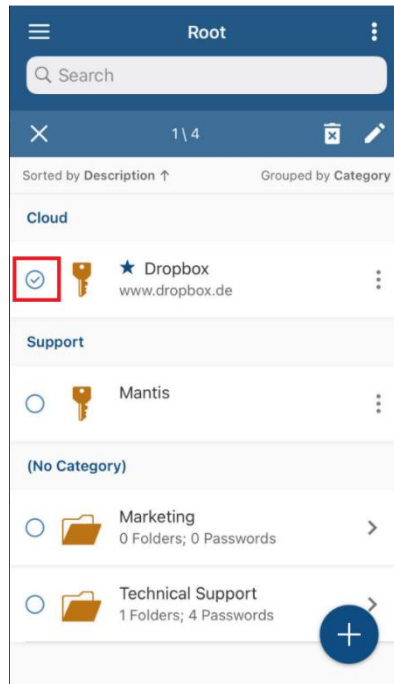 Root
Search
1\4
Sorted by Description ↑ Grouped by Category
Cloud
★ Dropbox
www.dropbox.de
Support
Mantis
(No Category)
Marketing
0 Folders; 0 Passwords
Technical Support
1 Folders; 4 Passwords